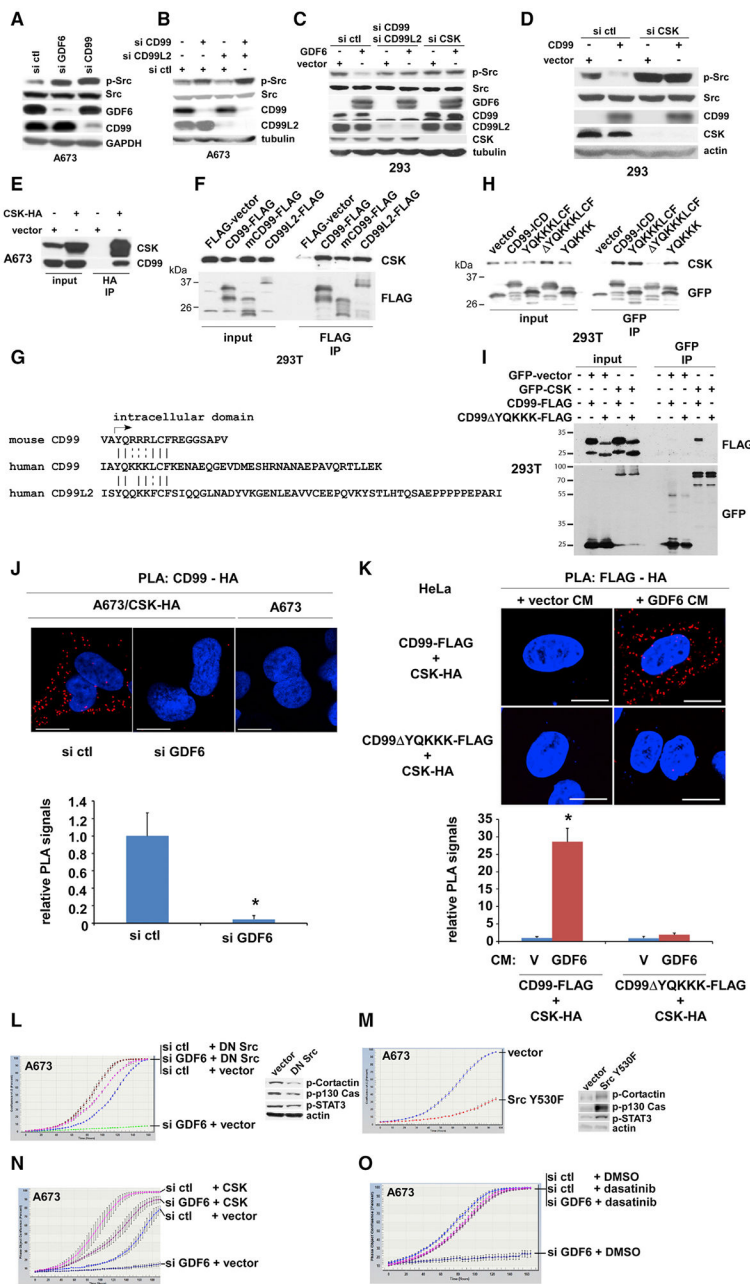 A
si ctl
si GDF6
si CD99
p-Src
Src
GDF6
CD99
GAPDH
A673
B
si CD99 - + - +
si CD99L2 - - + +
si ctl + + + -
p-Src
Src
CD99
CD99L2
tubulin
A673
C
si CD99
si ctl si CD99L2 si CSK
GDF6 - + - + - +
vector + - + - + -
p-Src
Src
GDF6
CD99
CD99L2
CSK
tubulin
293
D
si ctl si CSK
CD99 - + - +
vector + - + -
p-Src
Src
CD99
CSK
actin
293
E
CSK-HA - + - +
vector + - + -
A673
CSK
CD99
input HA
IP
F
FLAG-vector
CD99-FLAG
mCD99-FLAG
CD99L2-FLAG
FLAG-vector
CD99-FLAG
mCD99-FLAG
CD99L2-FLAG
CSK
kDa
37
26
FLAG
input FLAG
IP
293T
H
vector
CD99-ICD
YQKKKLCF
ΔYQKKKLCF
YQKKK
vector
CD99-ICD
YQKKKLCF
ΔYQKKKLCF
YQKKK
CSK
kDa
37
26
GFP
input GFP
IP
293T
G
intracellular domain
mouse CD99 VAYQRRRLCFREGGSAPV
human CD99 IAYQKKKLCFKENAEQGEVDMESHRNANAEPAVQRTLLEK
human CD99L2 ISYQQKKFCFSIQQGLNADYVKGENLEAVVCEEPQVKYSTLHTQSAEPPPPPEPARI
I
input GFP
IP
GFP-vector - + + - - - + + - -
GFP-CSK - - - + + - - - + +
CD99-FLAG - + - + - - + - + -
CD99ΔYQKKK-FLAG - - + - + - - + - +
35
25
FLAG
293T
100
70
55
35
25
GFP
J
PLA: CD99 - HA
A673/CSK-HA A673
si ctl si GDF6
relative PLA signals
1.4
1.2
1.0
0.8
0.6
0.4
0.2
0
*
si ctl si GDF6
K
PLA: FLAG - HA
HeLa
+ vector CM + GDF6 CM
CD99-FLAG
+
CSK-HA
CD99ΔYQKKK-FLAG
+
CSK-HA
relative PLA signals
35
30
25
20
15
10
5
0
*
CM: V GDF6 V GDF6
CD99-FLAG CD99ΔYQKKK-FLAG
+ +
CSK-HA CSK-HA
L
A673
si ctl + DN Src
si GDF6 + DN Src
si ctl + vector
si GDF6 + vector
vector
DN Src
p-Cortactin
p-p130 Cas
p-STAT3
actin
M
A673
vector
Src Y530F
vector
Src Y530F
p-Cortactin
p-p130 Cas
p-STAT3
actin
N
A673
si ctl + CSK
si GDF6 + CSK
si ctl + vector
si GDF6 + vector
O
A673
si ctl + DMSO
si ctl + dasatinib
si GDF6 + dasatinib
si GDF6 + DMSO